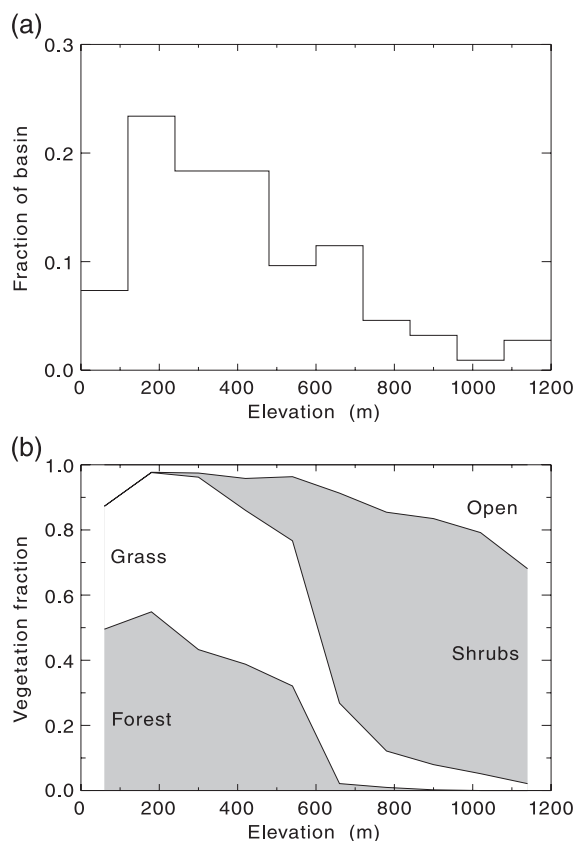 (a)
Fraction of basin
0.3
0.2
0.1
0.0
0 200 400 600 800 1000 1200
Elevation (m)
(b)
Vegetation fraction
1.0
0.8
0.6
0.4
0.2
0.0
Open
Grass
Shrubs
Forest
0 200 400 600 800 1000 1200
Elevation (m)